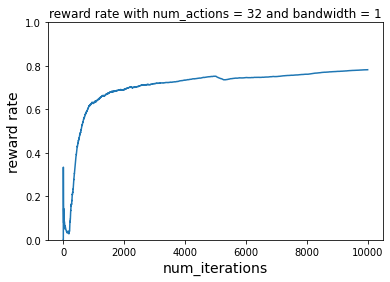 reward rate with num_actions = 32 and bandwidth = 1
1.0
0.8
0.6
0.4
0.2
0.0
reward rate
0 2000 4000 6000 8000 10000
num_iterations